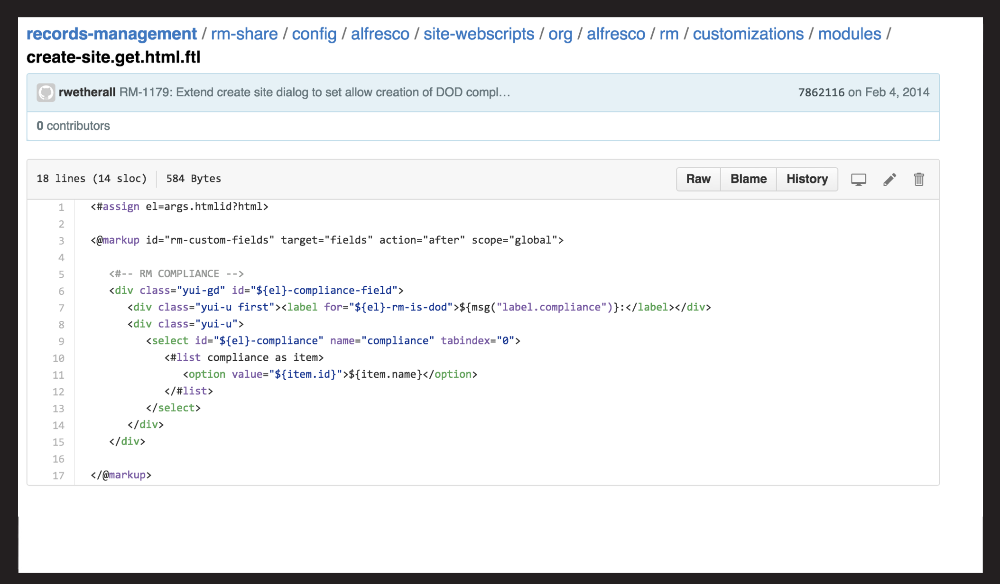 records-management / rm-share / config / alfresco / site-webscripts / org / alfresco / rm / customizations / modules /
create-site.get.html.ftl
rwetherall RM-1179: Extend create site dialog to set allow creation of DOD compl… 7862116 on Feb 4, 2014
0 contributors
18 lines (14 sloc) 584 Bytes Raw Blame History
1 <#assign el=args.htmlid?html>
2
3 <@markup id="rm-custom-fields" target="fields" action="after" scope="global">
4
5    <#-- RM COMPLIANCE -->
6    <div class="yui-gd" id="${el}-compliance-field">
7       <div class="yui-u first"><label for="${el}-rm-is-dod">${msg("label.compliance")}:</label></div>
8       <div class="yui-u">
9          <select id="${el}-compliance" name="compliance" tabindex="0">
10            <#list compliance as item>
11               <option value="${item.id}">${item.name}</option>
12            </#list>
13         </select>
14      </div>
15   </div>
16
17 </@markup>